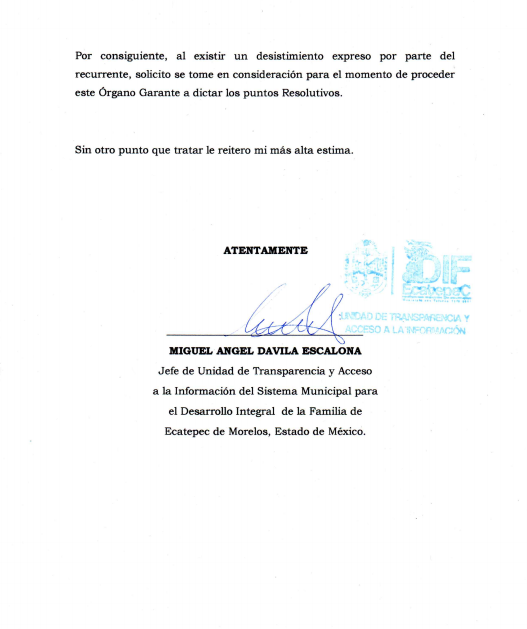 Por consiguiente, al existir un desistimiento expreso por parte del
recurrente, solicito se tome en consideración para el momento de proceder
este Órgano Garante a dictar los puntos Resolutivos.
Sin otro punto que tratar le reitero mi más alta estima.
ATENTAMENTE
DIF
Ecatepec
UNIDAD DE TRANSPARENCIA Y
ACCESO A LA INFORMACIÓN
MIGUEL ANGEL DAVILA ESCALONA
Jefe de Unidad de Transparencia y Acceso
a la Información del Sistema Municipal para
el Desarrollo Integral de la Familia de
Ecatepec de Morelos, Estado de México.